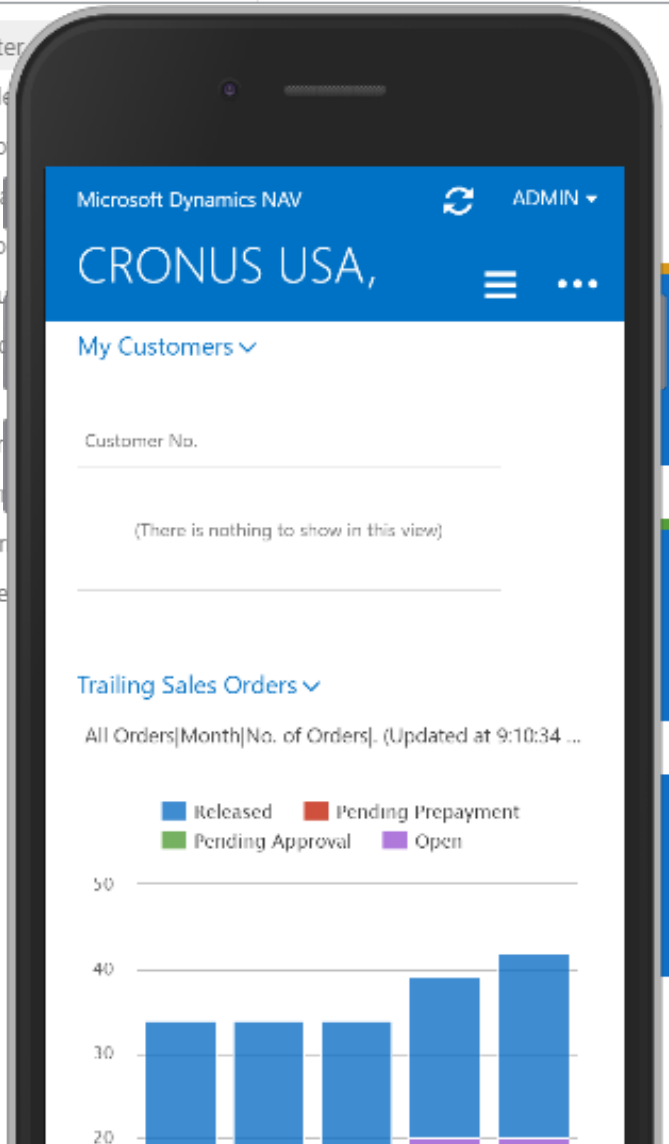 Microsoft Dynamics NAV
ADMIN
CRONUS USA,
My Customers
Customer No.
(There is nothing to show in this view)
Trailing Sales Orders
All Orders|Month|No. of Orders|. (Updated at 9:10:34 ...
Released
Pending Prepayment
Pending Approval
Open
50
40
30
20